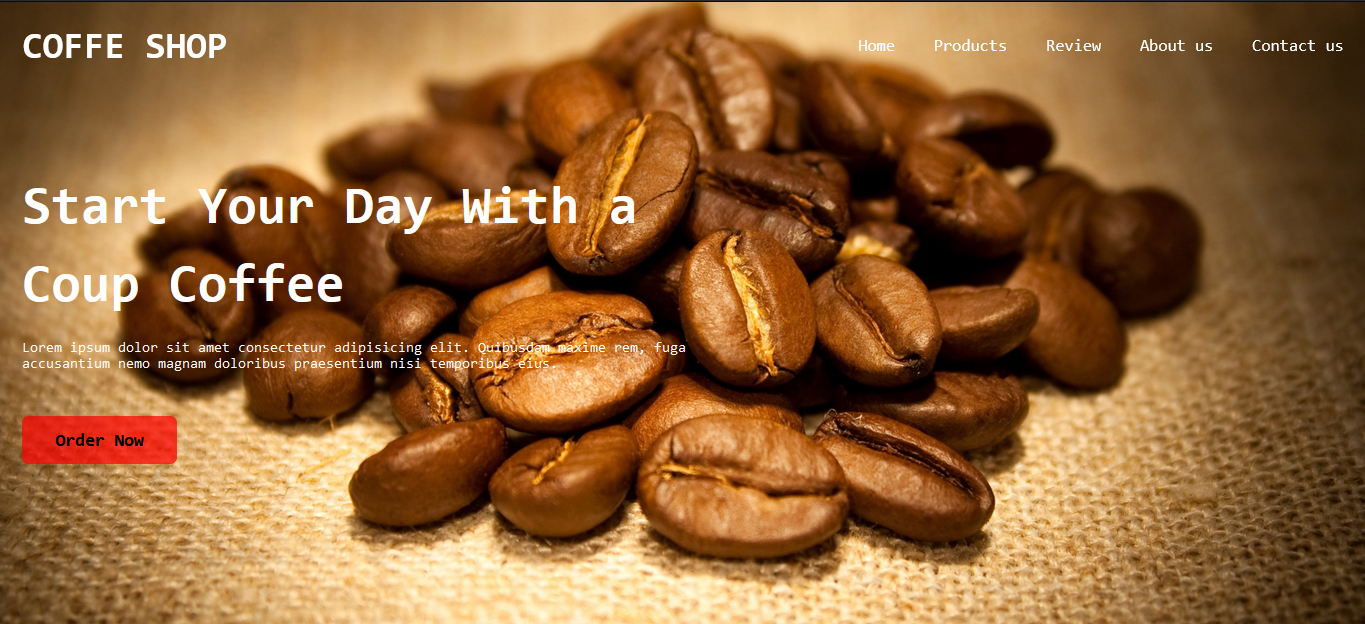 COFFE SHOP
Home Products Review About us Contact us
Start Your Day With a
Coup Coffee
Lorem ipsum dolor sit amet consectetur adipisicing elit. Quibusdam maxime rem, fuga
accusantium nemo magnam doloribus praesentium nisi temporibus eius.
Order Now